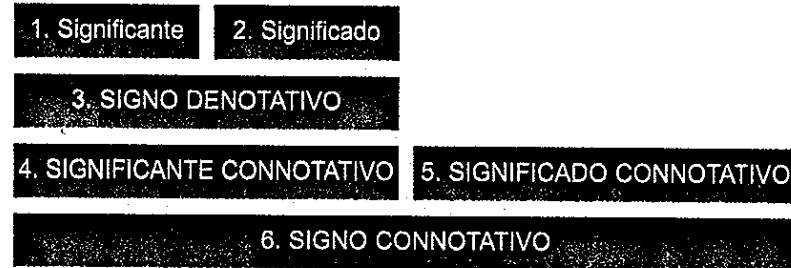 1. Significante 2. Significado
3. SIGNO DENOTATIVO
4. SIGNIFICANTE CONNOTATIVO 5. SIGNIFICADO CONNOTATIVO
6. SIGNO CONNOTATIVO